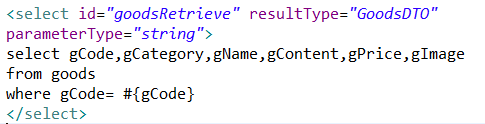 <select id="goodsRetrieve" resultType="GoodsDTO"
parameterType="string">
select gCode,gCategory,gName,gContent,gPrice,gImage
from goods
where gCode= #{gCode}
</select>